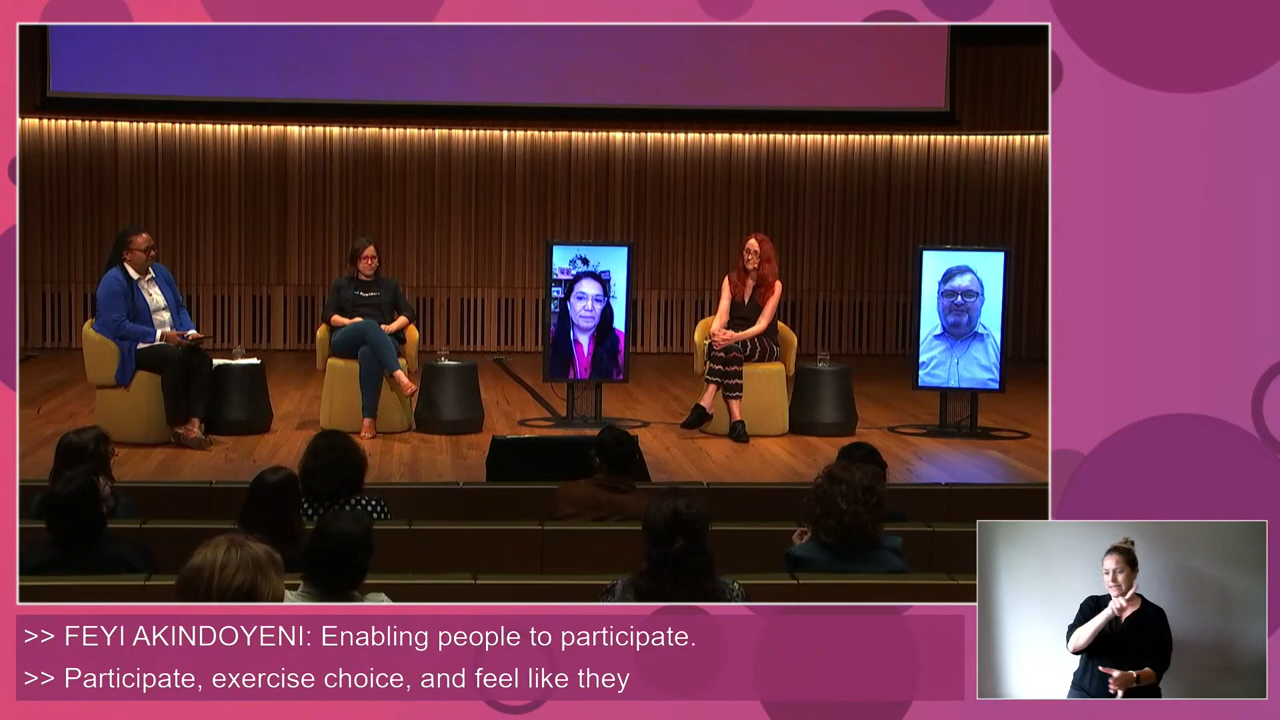 >> FEYI AKINDOYENI: Enabling people to participate.
>> Participate, exercise choice, and feel like they